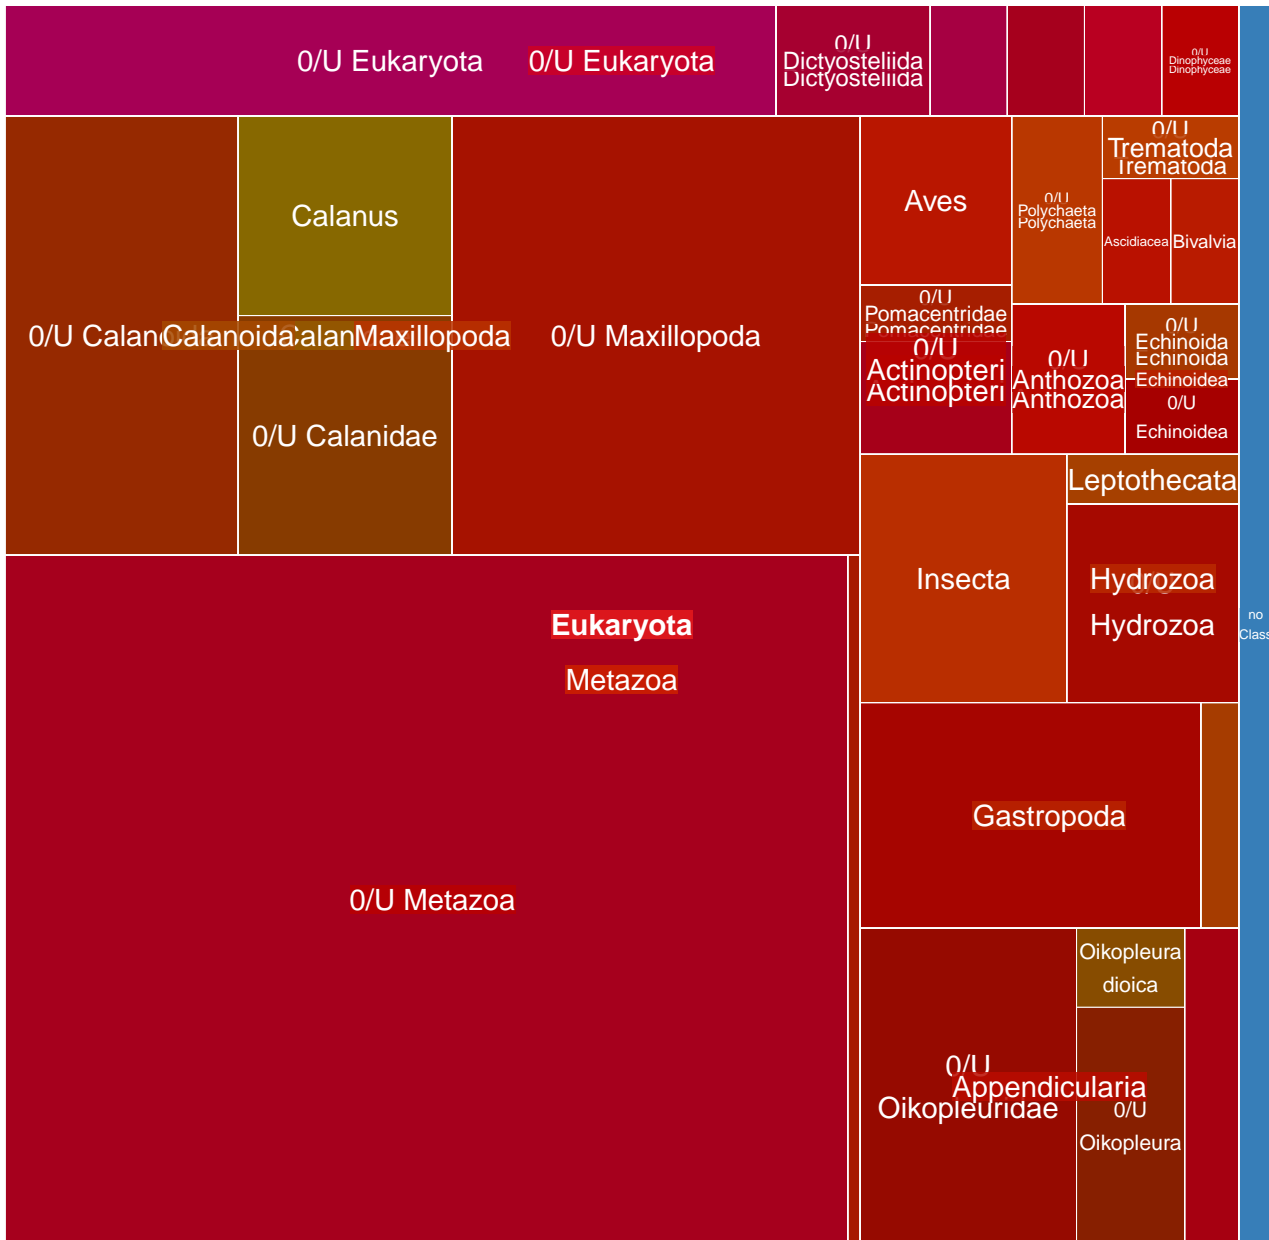 0/U Eukaryota
0/U Eukaryota
0/U
Dictyosteliida
Dictyosteliida
0/U
Dinophyceae
Dinophyceae
Calanus
Calanoida
Maxillopoda
0/U Maxillopoda
0/U Calanidae
Aves
0/U
Polychaeta
Polychaeta
0/U
Trematoda
Trematoda
Ascidiacea
Bivalvia
0/U
Pomacentridae
Pomacentridae
0/U
Actinopteri
Actinopteri
0/U
Anthozoa
Anthozoa
0/U
Echinoida
Echinoida
Echinoidea
0/U
Echinoidea
Insecta
Leptothecata
Hydrozoa
Hydrozoa
Eukaryota
Metazoa
0/U Metazoa
Gastropoda
Oikopleura
dioica
0/U
Oikopleuridae
Appendicularia
0/U
Oikopleura
no
Class